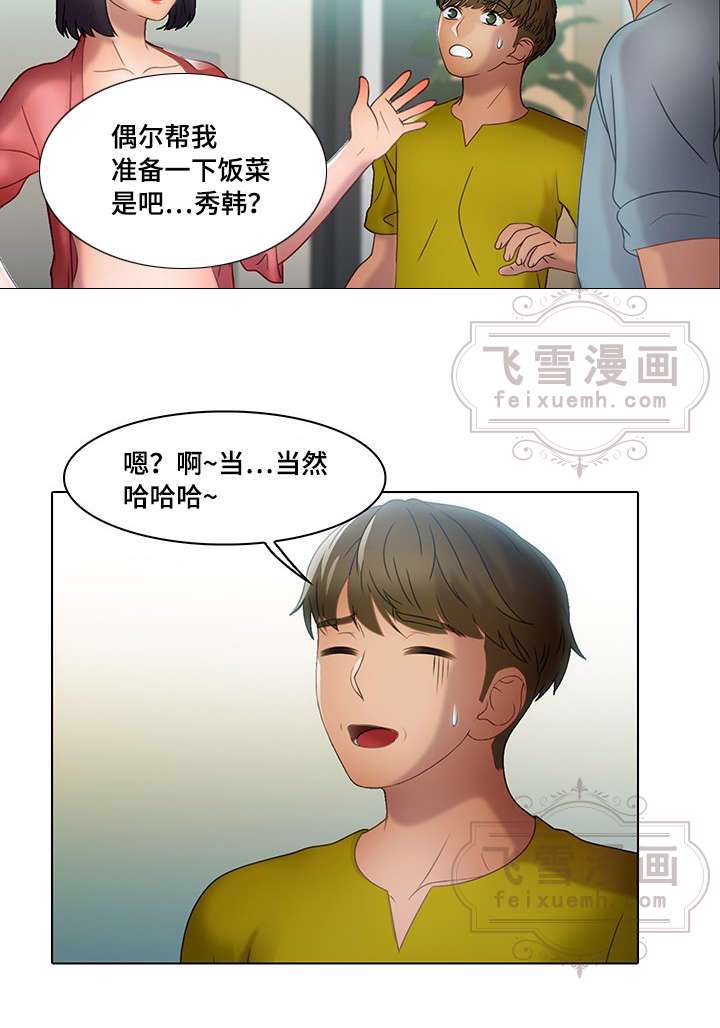 偶尔帮我
准备一下饭菜
是吧...秀韩?
飞雪漫画
feixuemh.com
嗯? 啊~当...当然
哈哈哈~
飞雪漫画
feixuemh.com